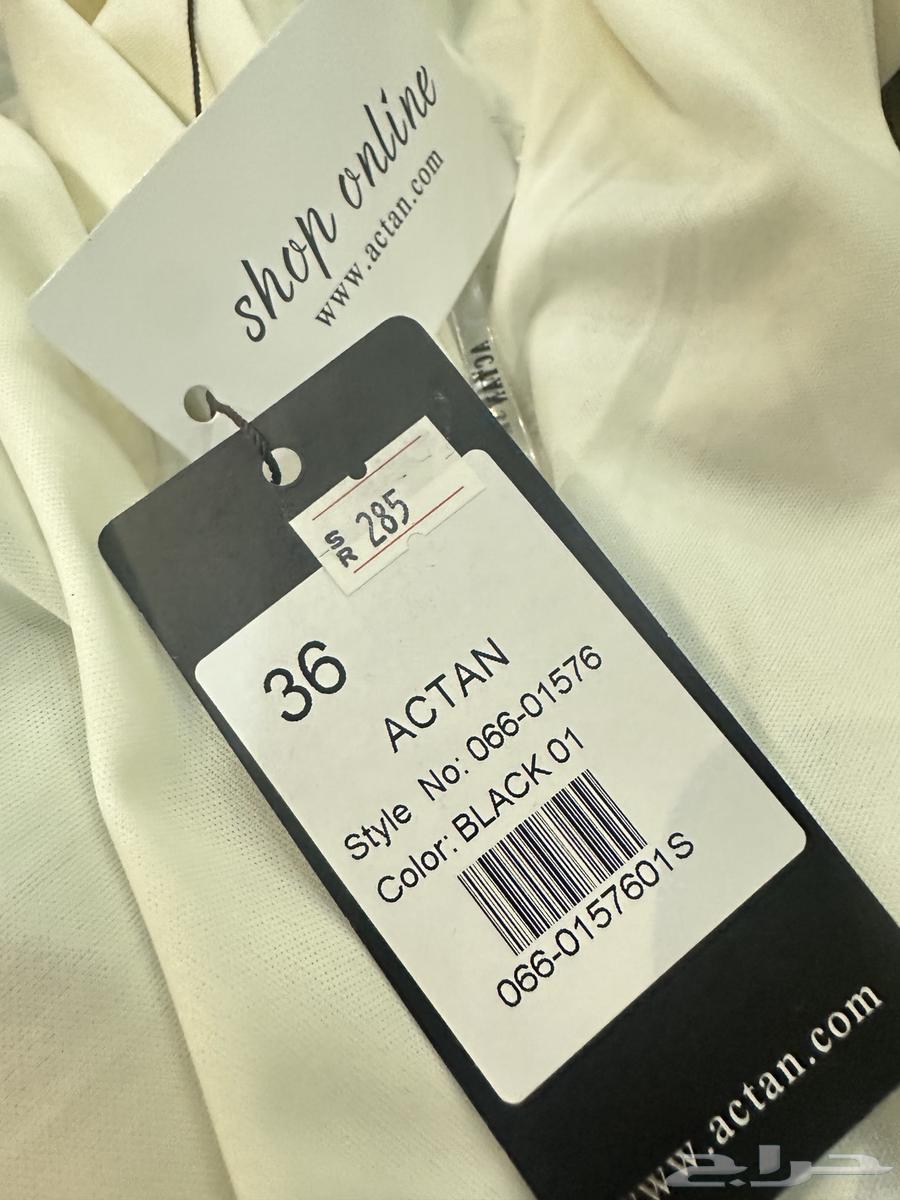 shop online
www.actan.com
SR 285
36
ACTAN
Style No: 066-01576
Color: BLACK 01
066-0157601S
www.actan.com
حراج